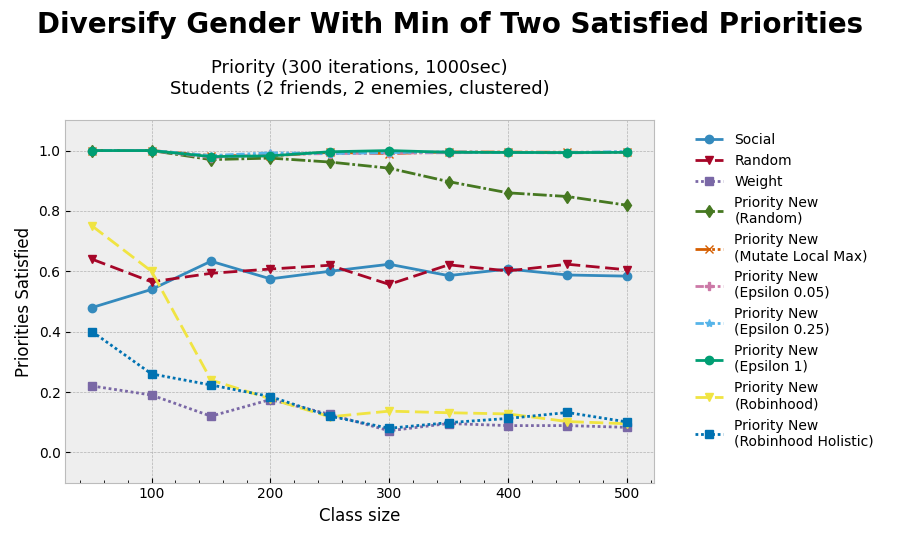 Diversify Gender With Min of Two Satisfied Priorities
Priority (300 iterations, 1000sec)
Students (2 friends, 2 enemies, clustered)
Priorities Satisfied
1.0
0.8
0.6
0.4
0.2
0.0
100
200
300
400
500
Class size
Social
Random
Weight
Priority New
(Random)
Priority New
(Mutate Local Max)
Priority New
(Epsilon 0.05)
Priority New
(Epsilon 0.25)
Priority New
(Epsilon 1)
Priority New
(Robinhood)
Priority New
(Robinhood Holistic)